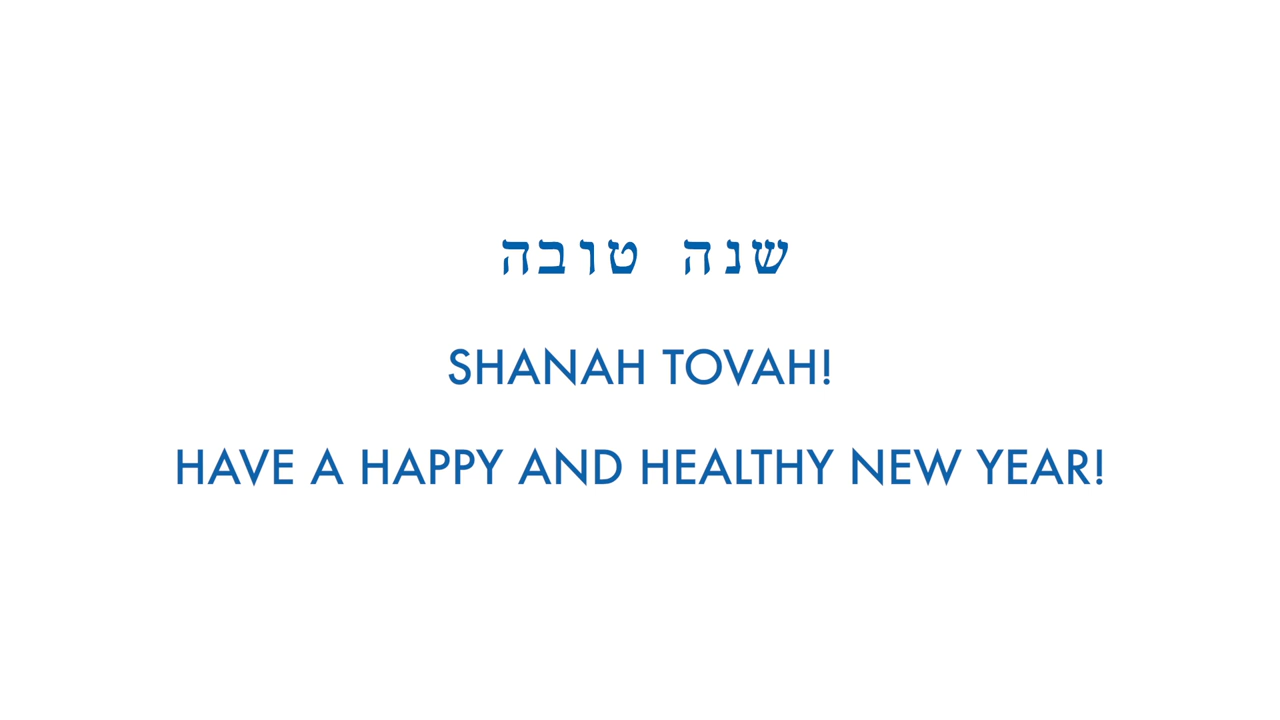 שנה טובה
SHANAH TOVAH!
HAVE A HAPPY AND HEALTHY NEW YEAR!